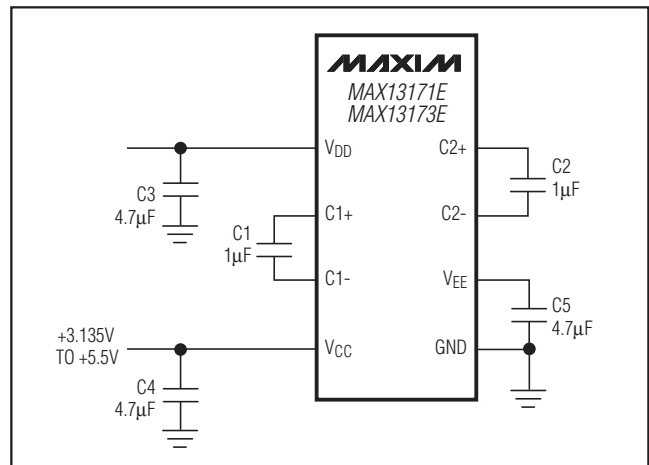 MAXIM
MAX13171E
MAX13173E
VDD
C2+
C3
4.7μF
C2
1μF
C1+
C2-
C1
1μF
C1-
VEE
C5
4.7μF
+3.135V
TO +5.5V
VCC
GND
C4
4.7μF